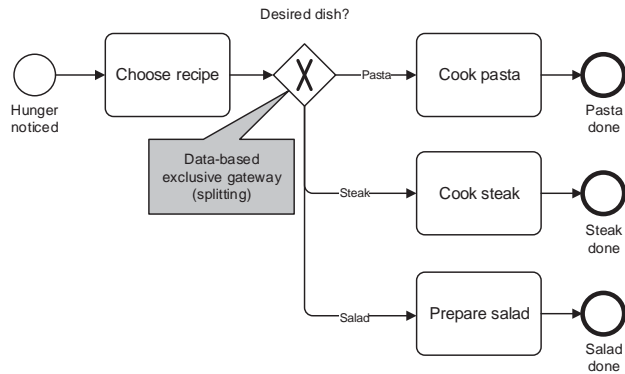 Desired dish?
Choose recipe
X
Pasta
Cook pasta
Hunger
noticed
Pasta
done
Data-based
exclusive gateway
(splitting)
Steak
Cook steak
Steak
done
Salad
Prepare salad
Salad
done